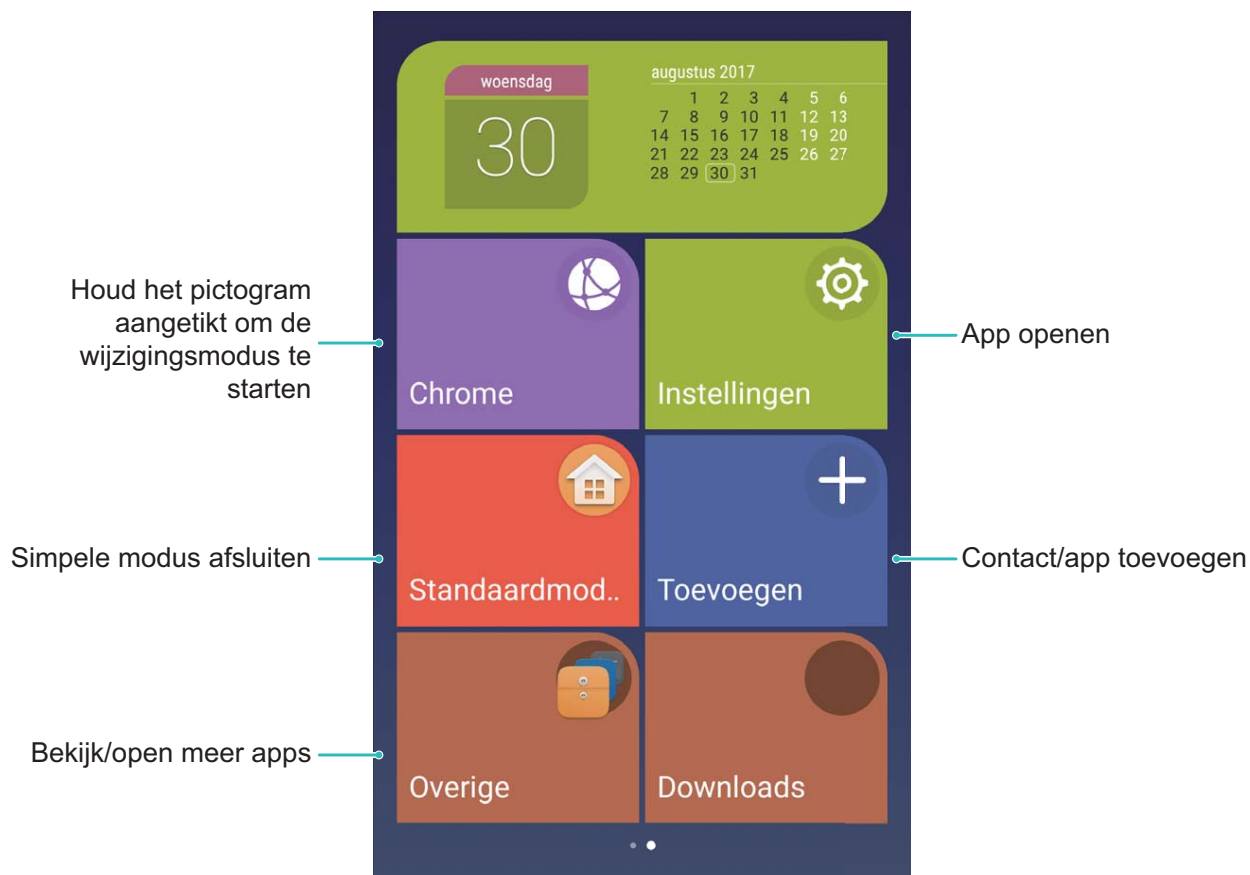 woensdag
30
augustus 2017
1 2 3 4 5 6
7 8 9 10 11 12 13
14 15 16 17 18 19 20
21 22 23 24 25 26 27
28 29 30 31
Houd het pictogram
aangetikt om de
wijzigingsmodus te
starten
Chrome
Instellingen
App openen
Simpele modus afsluiten
Standaardmod..
Toevoegen
Contact/app toevoegen
Bekijk/open meer apps
Overige
Downloads